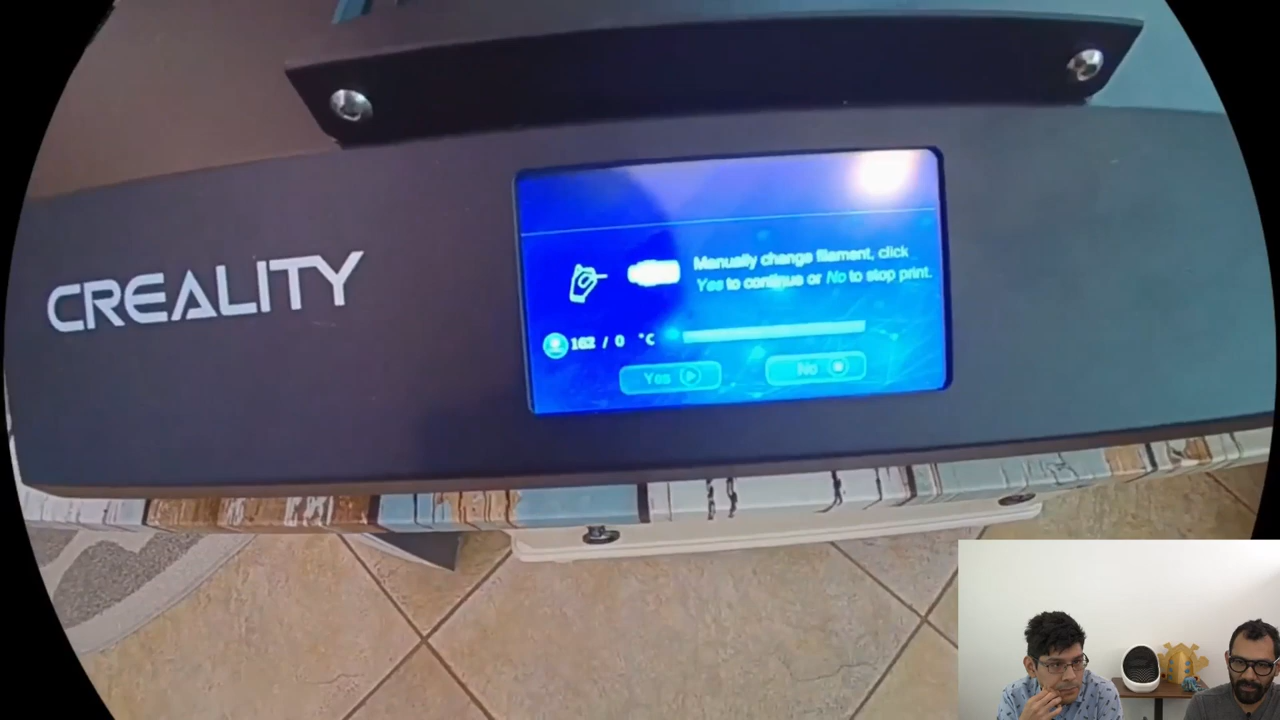 CREALITY
Manually change filament, click
Yes to continue or No to stop print.
162 / 0 °C
Yes
No